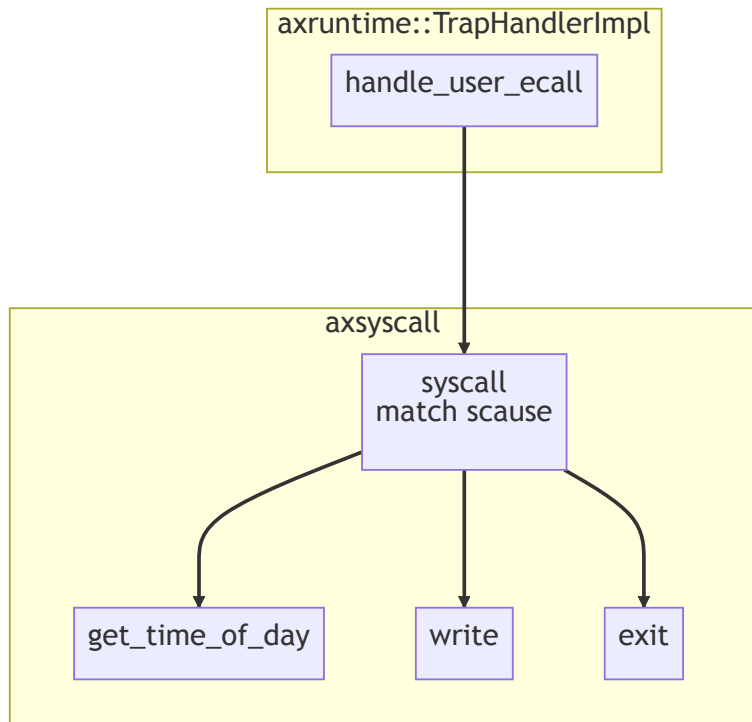 axruntime::TrapHandlerImpl
handle_user_ecall
axsyscall
syscall
match scause
get_time_of_day
write
exit